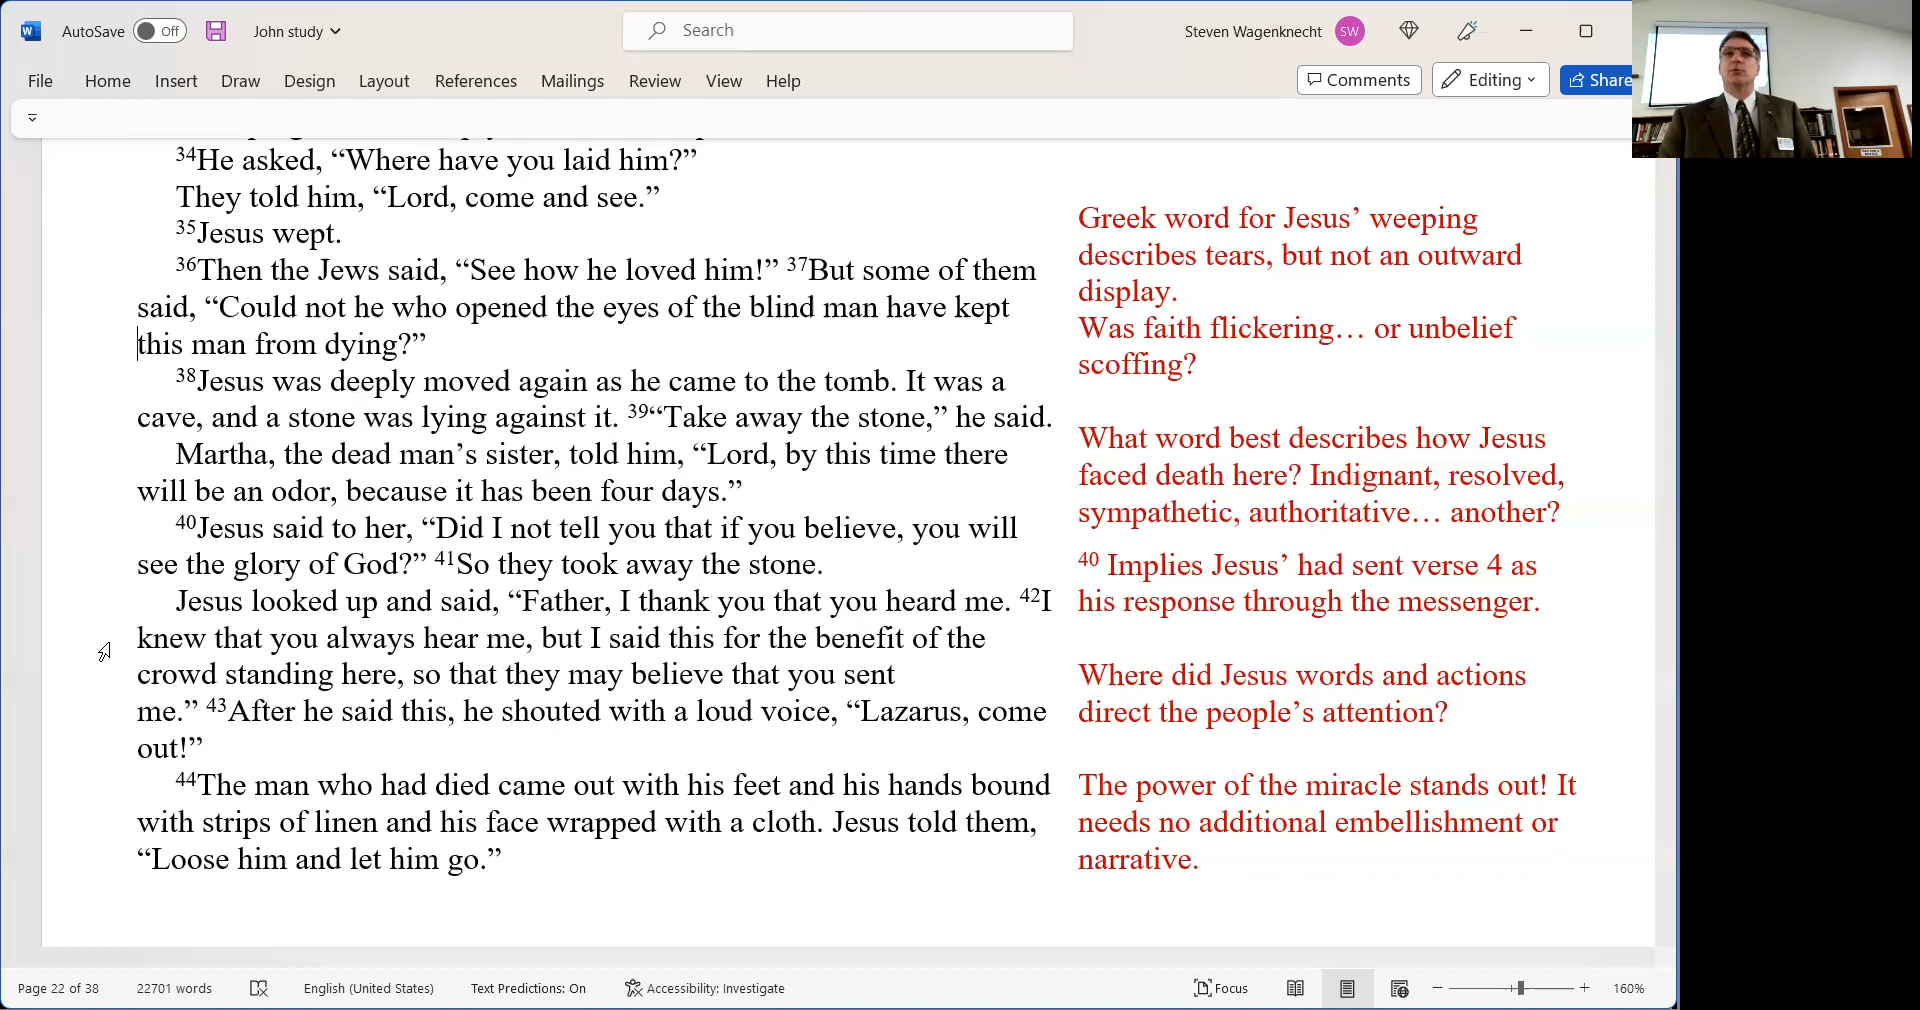 AutoSave Off John study Search Steven Wagenknecht SW
File Home Insert Draw Design Layout References Mailings Review View Help Comments Editing Share
34He asked, “Where have you laid him?”
They told him, “Lord, come and see.”
35Jesus wept.
36Then the Jews said, “See how he loved him!” 37But some of them
said, “Could not he who opened the eyes of the blind man have kept
this man from dying?”
38Jesus was deeply moved again as he came to the tomb. It was a
cave, and a stone was lying against it. 39“Take away the stone,” he said.
Martha, the dead man’s sister, told him, “Lord, by this time there
will be an odor, because it has been four days.”
40Jesus said to her, “Did I not tell you that if you believe, you will
see the glory of God?” 41So they took away the stone.
Jesus looked up and said, “Father, I thank you that you heard me. 42I
knew that you always hear me, but I said this for the benefit of the
crowd standing here, so that they may believe that you sent
me.” 43After he said this, he shouted with a loud voice, “Lazarus, come
out!”
44The man who had died came out with his feet and his hands bound
with strips of linen and his face wrapped with a cloth. Jesus told them,
“Loose him and let him go.”
Greek word for Jesus’ weeping
describes tears, but not an outward
display.
Was faith flickering… or unbelief
scoffing?
What word best describes how Jesus
faced death here? Indignant, resolved,
sympathetic, authoritative… another?
40 Implies Jesus’ had sent verse 4 as
his response through the messenger.
Where did Jesus words and actions
direct the people’s attention?
The power of the miracle stands out! It
needs no additional embellishment or
narrative.
Page 22 of 38 22701 words English (United States) Text Predictions: On Accessibility: Investigate Focus 160%